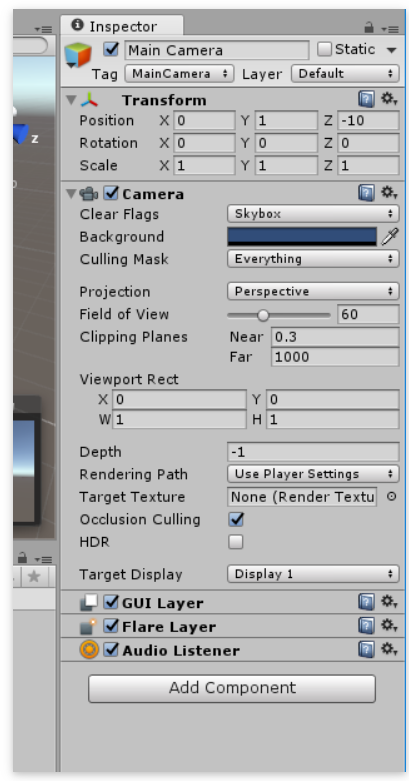 Inspector
Main Camera Static
Tag MainCamera Layer Default
Transform
Position X 0 Y 1 Z -10
Rotation X 0 Y 0 Z 0
Scale X 1 Y 1 Z 1
Camera
Clear Flags Skybox
Background
Culling Mask Everything
Projection Perspective
Field of View 60
Clipping Planes Near 0.3
Far 1000
Viewport Rect
X 0 Y 0
W 1 H 1
Depth -1
Rendering Path Use Player Settings
Target Texture None (Render Textu
Occlusion Culling
HDR
Target Display Display 1
GUI Layer
Flare Layer
Audio Listener
Add Component
z